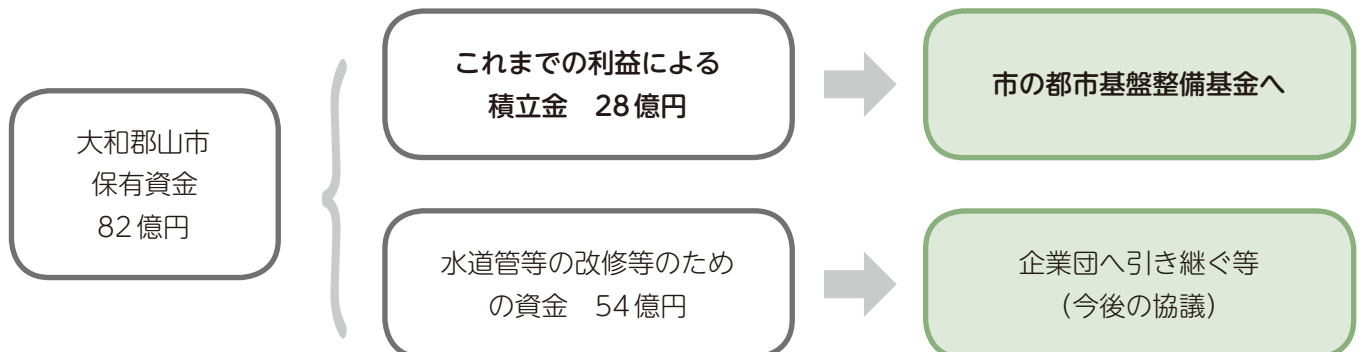 大和郡山市
保有資金
82億円
これまでの利益による
積立金　28億円
市の都市基盤整備基金へ
水道管等の改修等のため
の資金　54億円
企業団へ引き継ぐ等
（今後の協議）